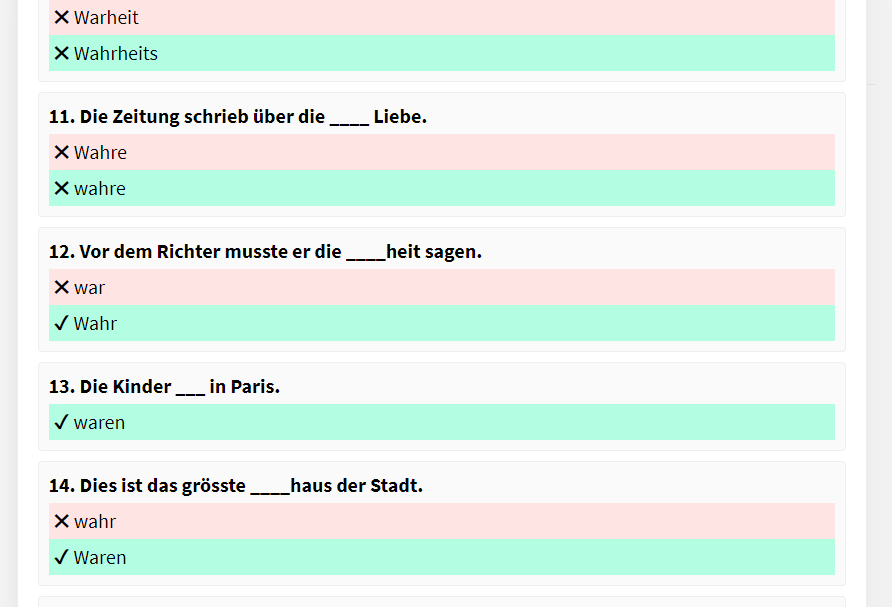 ✕ Warheit
✕ Wahrheits
11. Die Zeitung schrieb über die ____ Liebe.
✕ Wahre
✕ wahre
12. Vor dem Richter musste er die ____heit sagen.
✕ war
✓ Wahr
13. Die Kinder ___ in Paris.
✓ waren
14. Dies ist das grösste ____haus der Stadt.
✕ wahr
✓ Waren